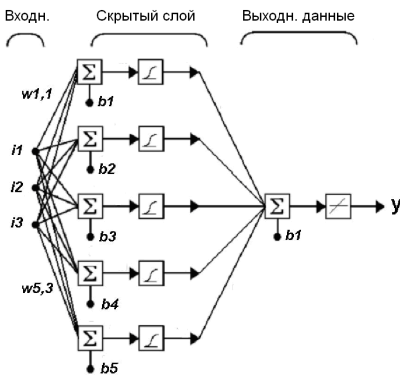 Входн. Скрытый слой Выходн. данные
w1,1
b1
i1
b2
i2
i3
b3
b1
y
w5,3
b4
b5